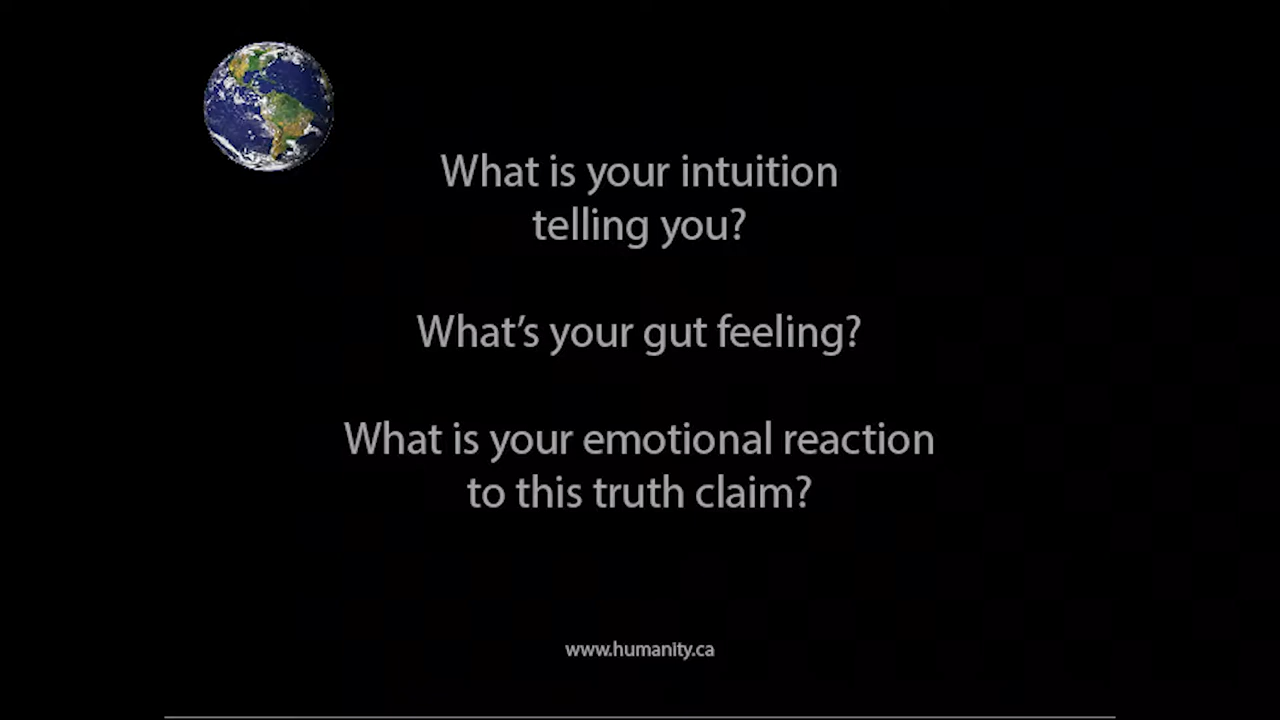 What is your intuition
telling you?
What’s your gut feeling?
What is your emotional reaction
to this truth claim?
www.humanity.ca